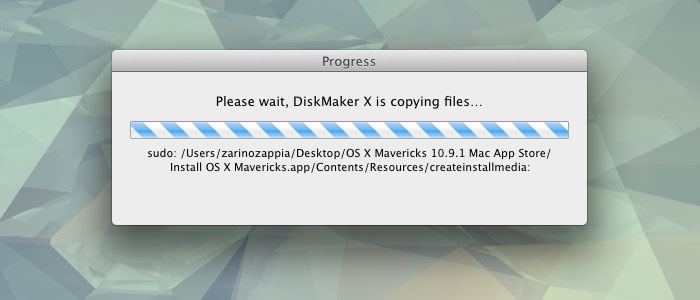 Progress
Please wait, DiskMaker X is copying files...
sudo: /Users/zarinozappia/Desktop/OS X Mavericks 10.9.1 Mac App Store/
Install OS X Mavericks.app/Contents/Resources/createinstallmedia: